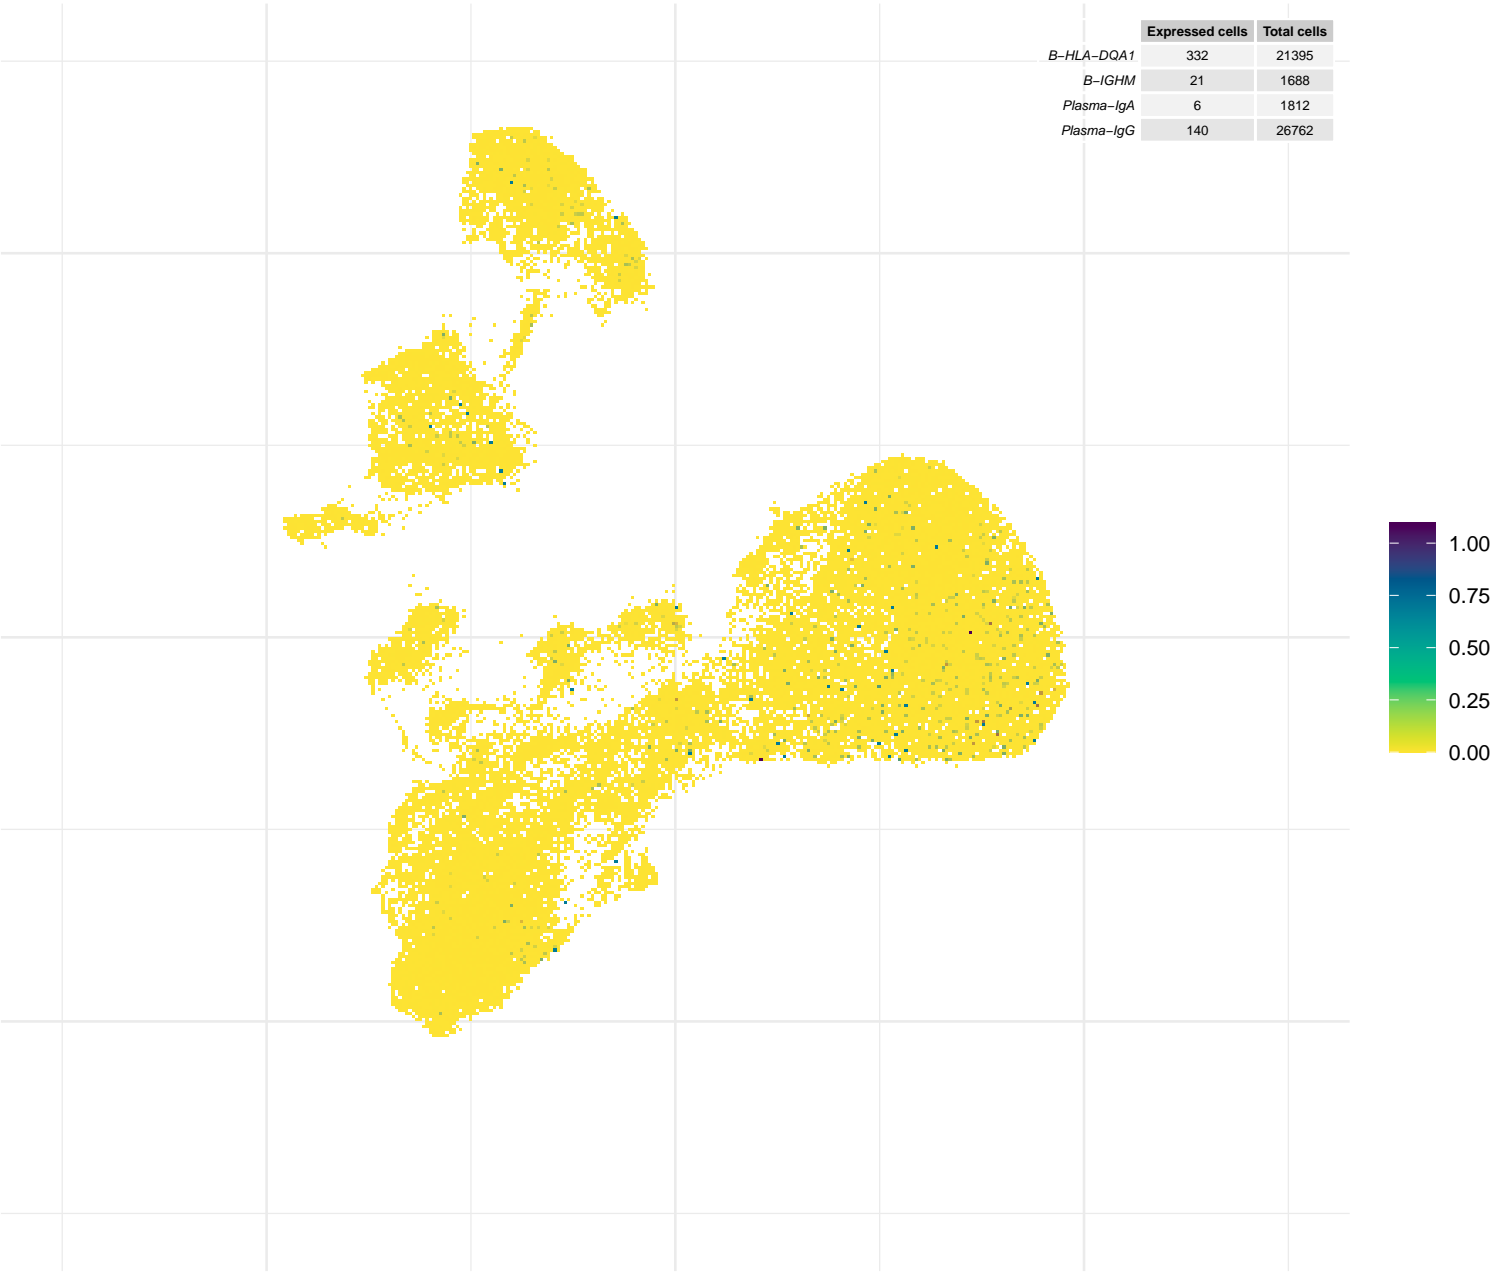 Expressed cells Total cells
B−HLA−DQA1 332 21395
B−IGHM 21 1688
Plasma−IgA 6 1812
Plasma−IgG 140 26762
1.00
0.75
0.50
0.25
0.00